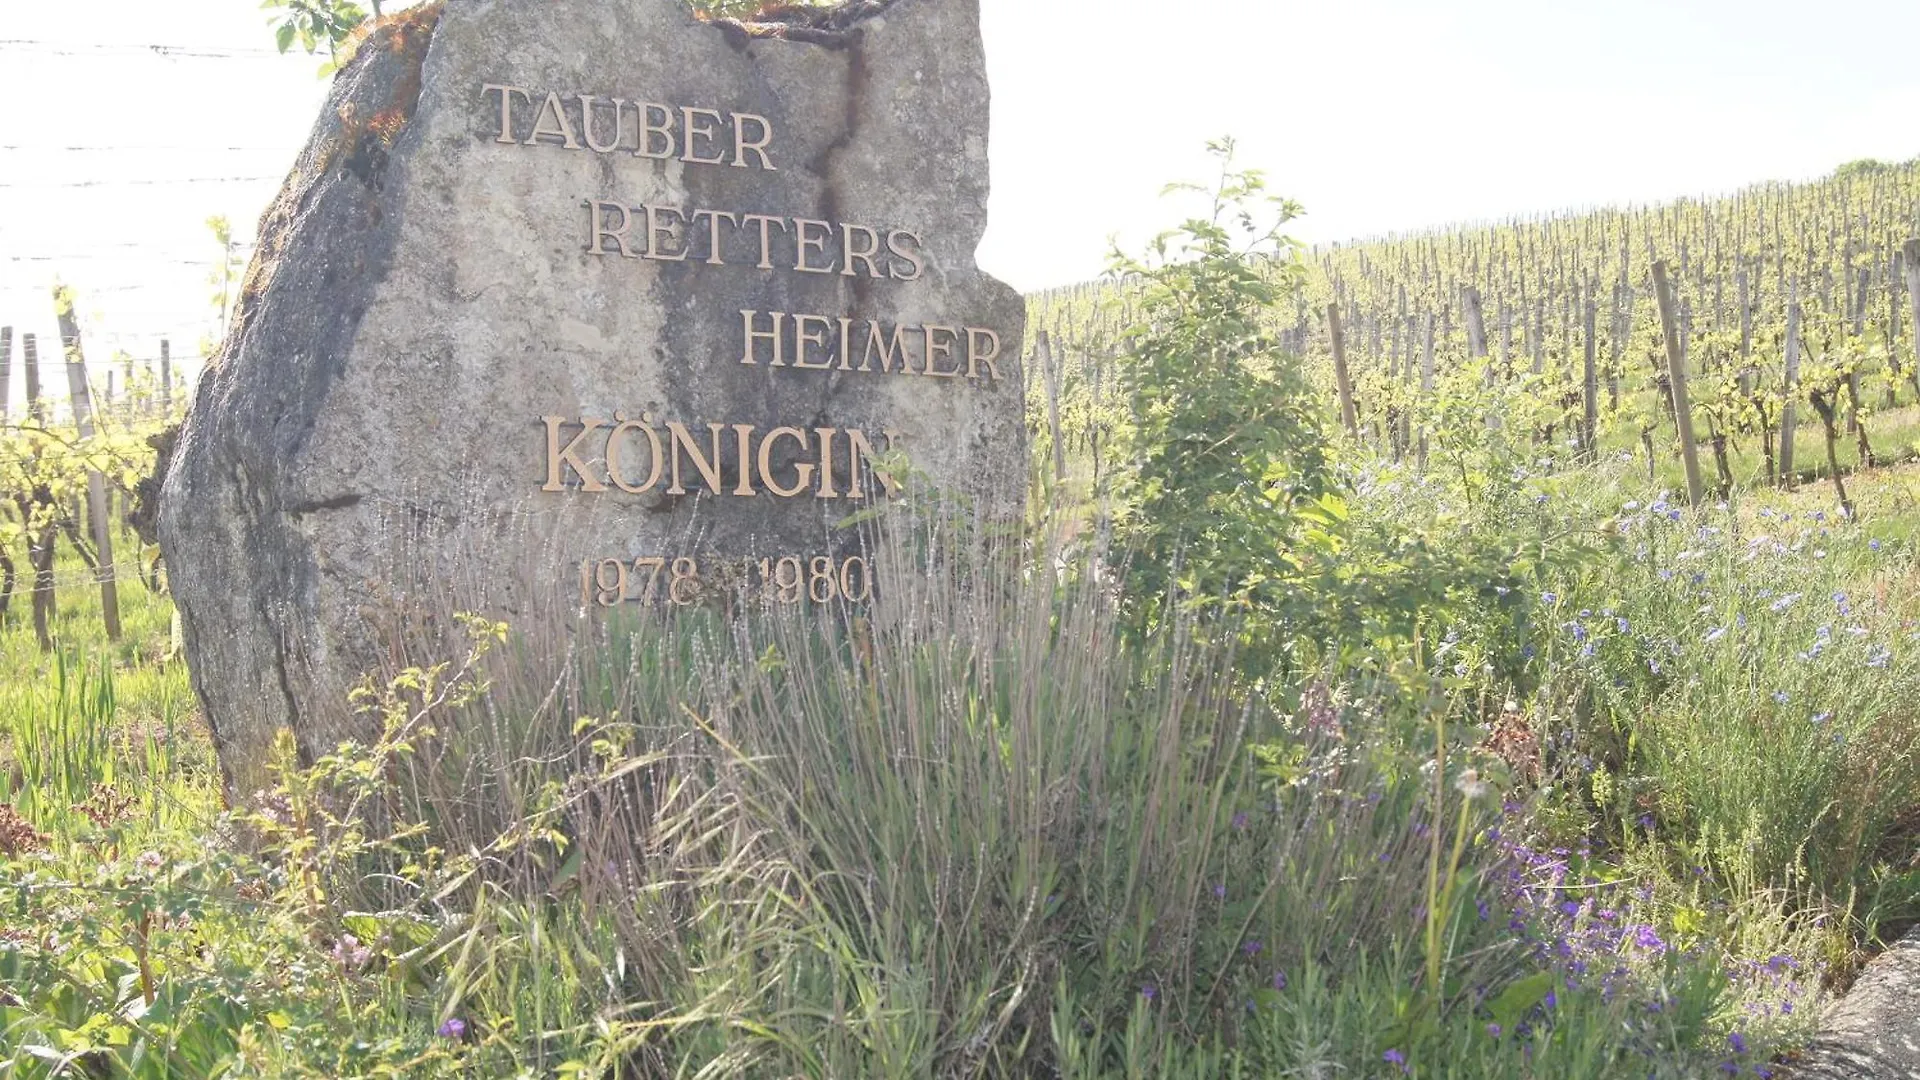 TAUBER
RETTERS
HEIMER
KÖNIGIN
1978 - 1980